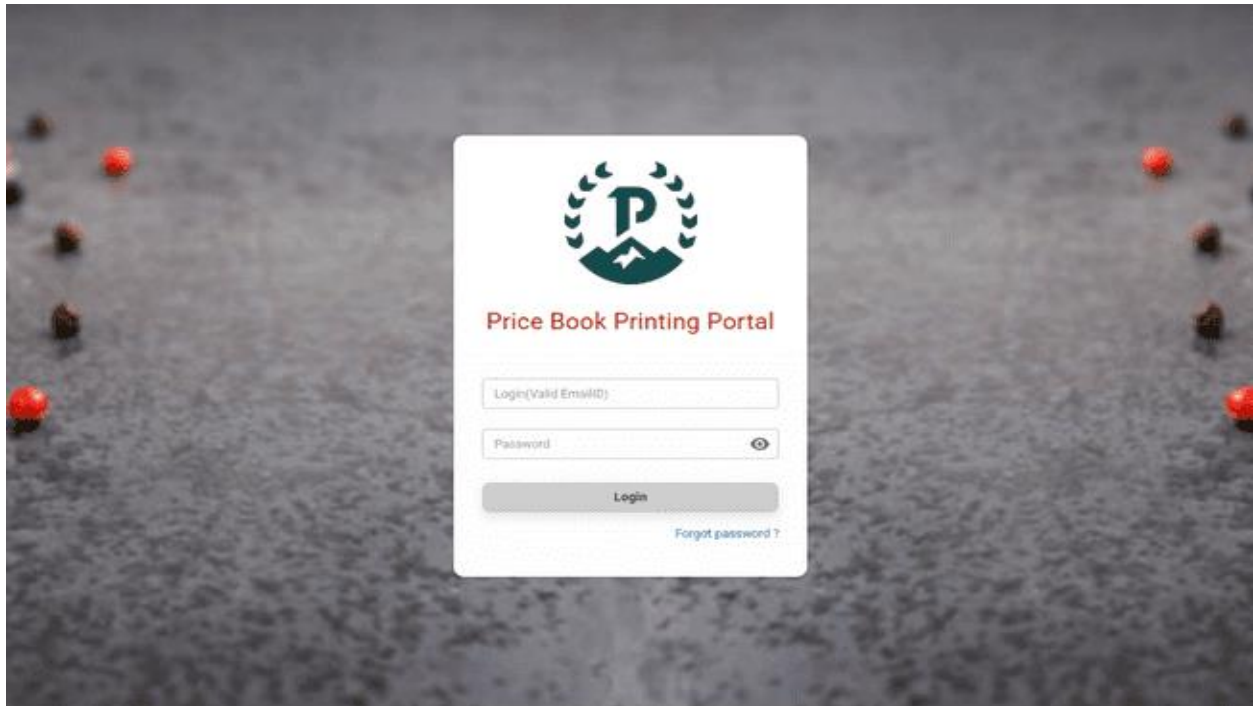 P
Price Book Printing Portal
Login(Valid EmailID)
Password
Login
Forgot password ?